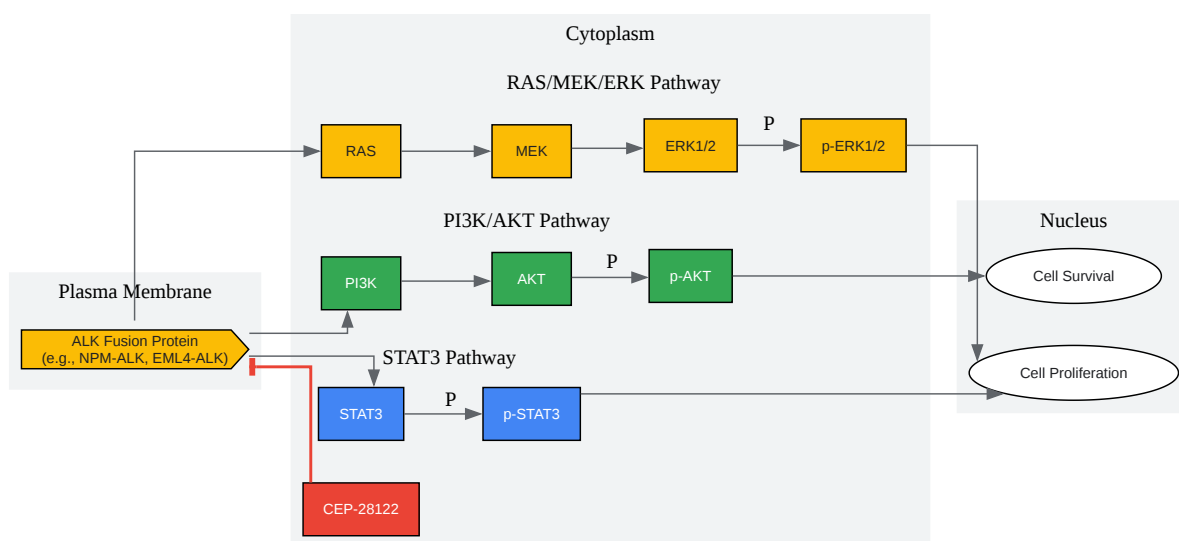 Cytoplasm
RAS/MEK/ERK Pathway
RAS
MEK
ERK1/2
P
p-ERK1/2
PI3K/AKT Pathway
Nucleus
PI3K
AKT
P
p-AKT
Cell Survival
Plasma Membrane
ALK Fusion Protein
(e.g., NPM-ALK, EML4-ALK)
STAT3 Pathway
Cell Proliferation
STAT3
P
p-STAT3
CEP-28122